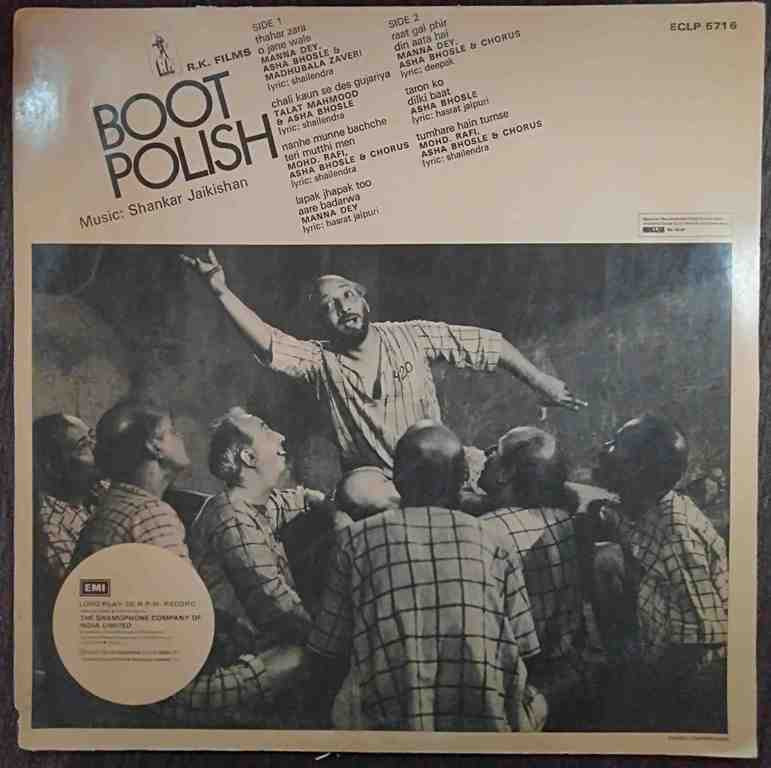 R.K. FILMS
BOOT
POLISH
Music: Shankar Jaikishan
SIDE 1
thahar zara
o jane wale
MANNA DEY,
ASHA BHOSLE &
MADHUBALA ZAVERI
lyric: shailendra
chali kaun se des gujariya
TALAT MAHMOOD
& ASHA BHOSLE
lyric: shailendra
nanhe munne bachche
teri mutthi men
MOHD. RAFI,
ASHA BHOSLE & CHORUS
lyric: shailendra
lapak jhapak too
aare badarwa
MANNA DEY
lyric: hasrat jaipuri
SIDE 2
raat gai phir
din aata hai
MANNA DEY,
ASHA BHOSLE & CHORUS
lyric: deepak
taron ko
dilki baat
ASHA BHOSLE
lyric: hasrat jaipuri
tumhare hain tumse
MOHD. RAFI,
ASHA BHOSLE & CHORUS
lyric: shailendra
ECLP 5716
420
EMI
LONG PLAY 33⅓ R.P.M. RECORD
THE GRAMOPHONE COMPANY OF
INDIA LIMITED